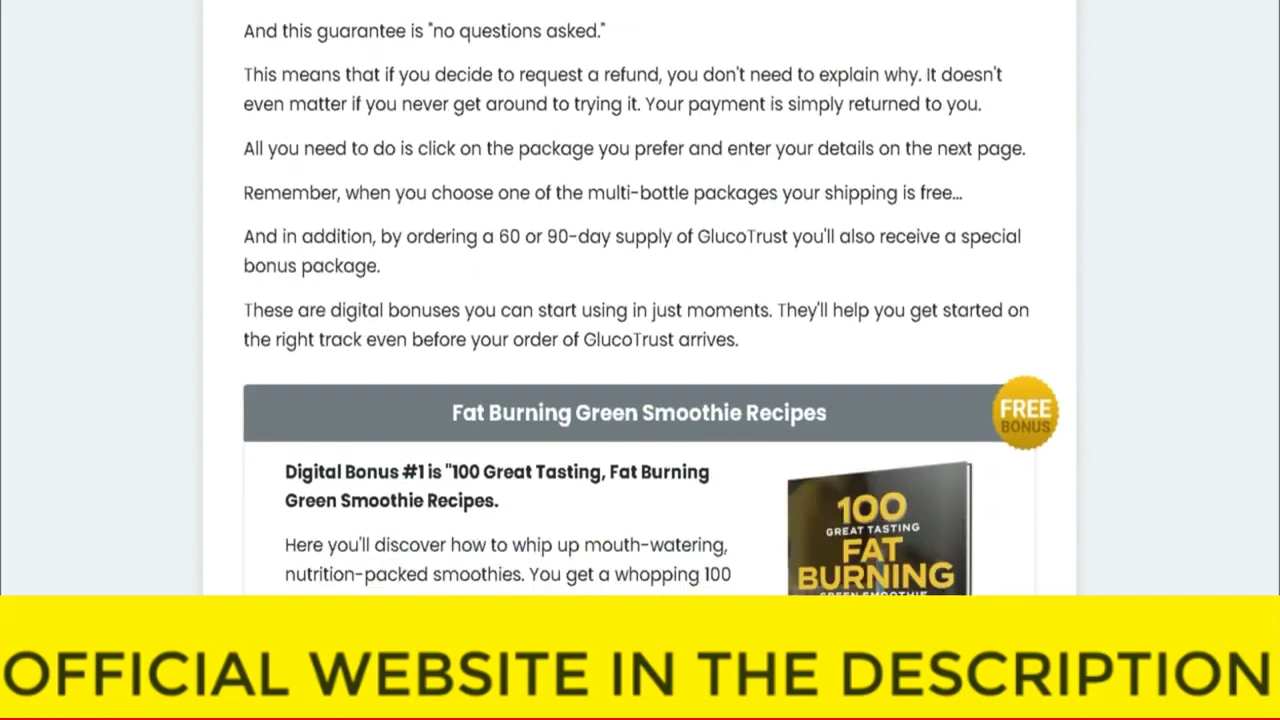 And this guarantee is "no questions asked."
This means that if you decide to request a refund, you don't need to explain why. It doesn't
even matter if you never get around to trying it. Your payment is simply returned to you.
All you need to do is click on the package you prefer and enter your details on the next page.
Remember, when you choose one of the multi-bottle packages your shipping is free...
And in addition, by ordering a 60 or 90-day supply of GlucoTrust you'll also receive a special
bonus package.
These are digital bonuses you can start using in just moments. They'll help you get started on
the right track even before your order of GlucoTrust arrives.
Fat Burning Green Smoothie Recipes
FREE
BONUS
Digital Bonus #1 is "100 Great Tasting, Fat Burning
Green Smoothie Recipes.
Here you'll discover how to whip up mouth-watering,
nutrition-packed smoothies. You get a whopping 100
100
GREAT TASTING
FAT
BURNING
GREEN SMOOTHIE
OFFICIAL WEBSITE IN THE DESCRIPTION